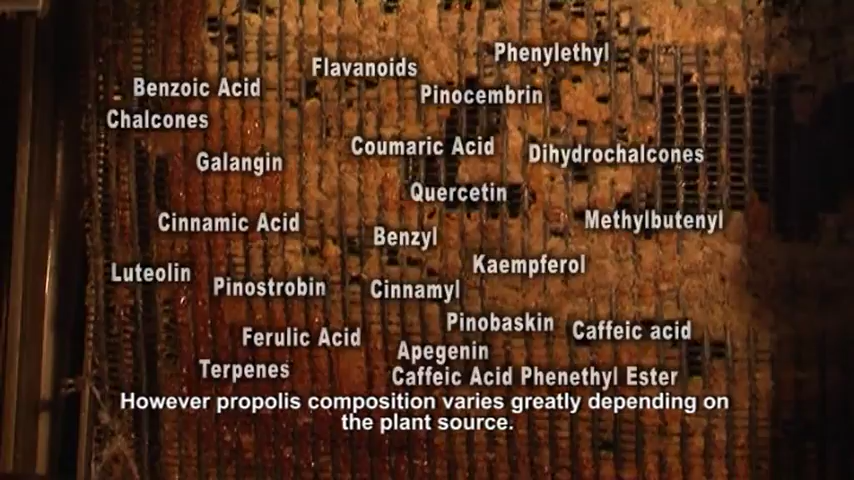 Phenylethyl
Flavanoids
Benzoic Acid
Pinocembrin
Chalcones
Coumaric Acid
Dihydrochalcones
Galangin
Quercetin
Cinnamic Acid
Methylbutenyl
Benzyl
Kaempferol
Luteolin
Pinostrobin
Cinnamyl
Pinobaskin
Caffeic acid
Ferulic Acid
Apegenin
Terpenes
Caffeic Acid Phenethyl Ester
However propolis composition varies greatly depending on
the plant source.